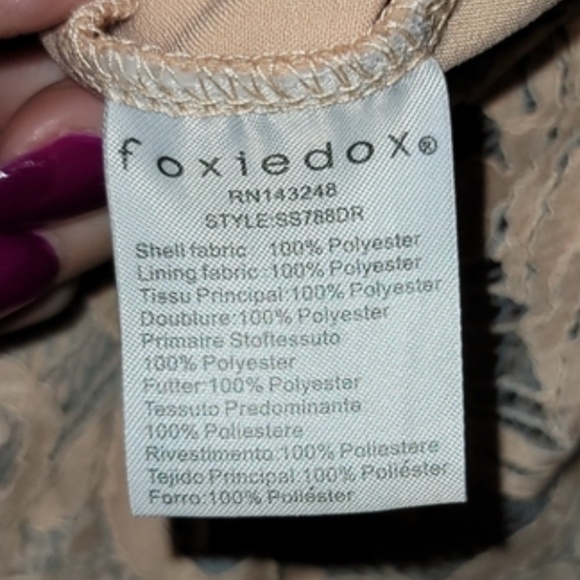 foxiedox®
RN143248
STYLE:SS788DR
Shell fabric 100% Polyester
Lining fabric:100% Polyester
Tissu Principal:100% Polyester
Doublure:100% Polyester
Primaire Stoftessuto
100% Polyester
Futter:100% Polyester
Tessuto Predominante
100% Poliestere
Rivestimento:100% Poliestere
Tejido Principal:100% Poliéster
Forro:100% Poliéster